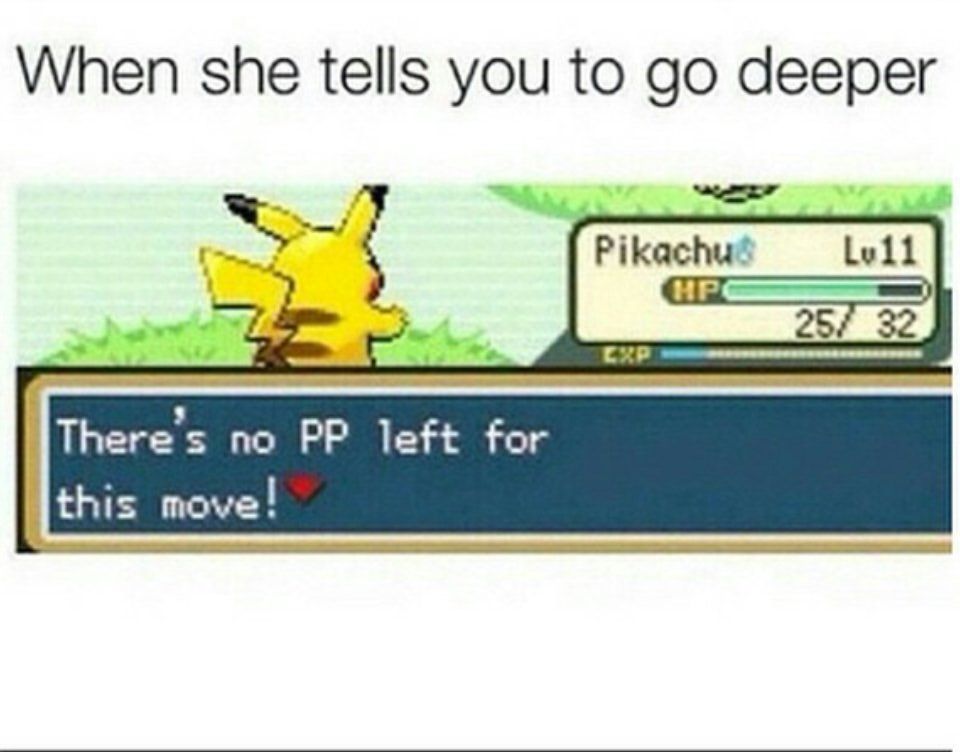 When she tells you to go deeper
Pikachu♂ Lv11
HP
25/ 32
EXP
There's no PP left for
this move!